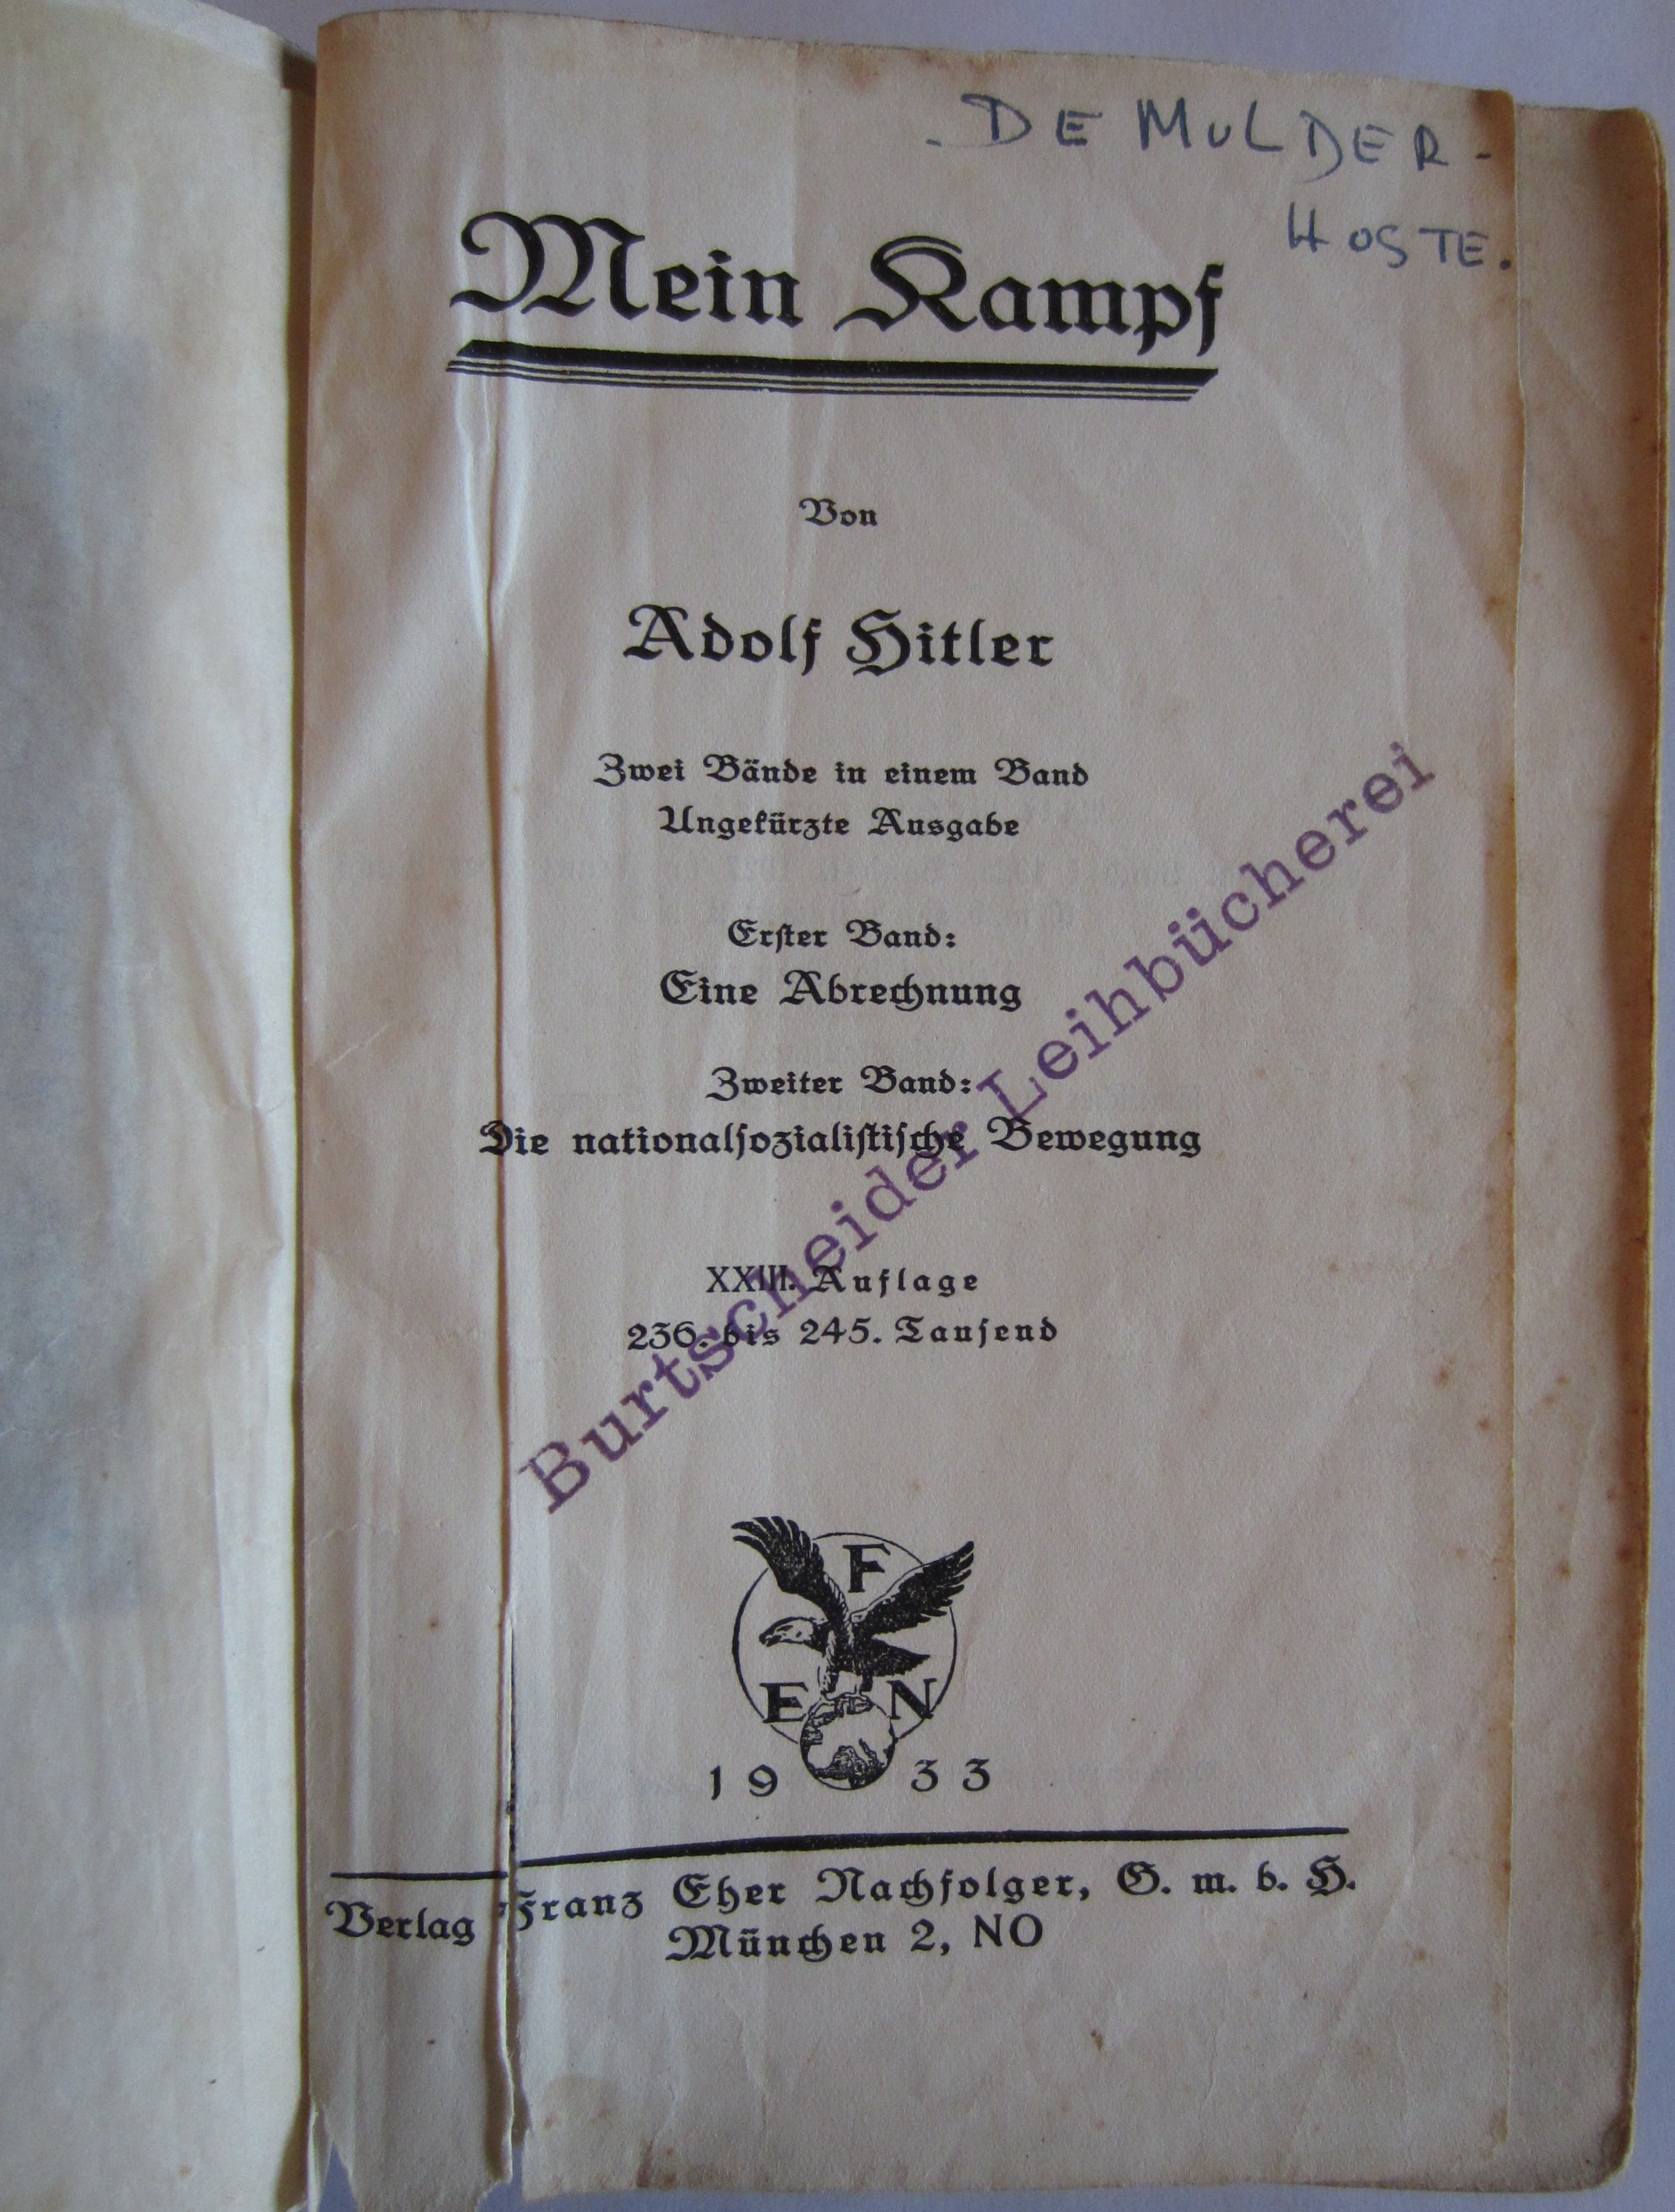 - DE MULDER -
HOSTE.
Mein Kampf
Von
Adolf Hitler
Zwei Bände in einem Band
Ungekürzte Ausgabe
Erster Band:
Eine Abrechnung
Zweiter Band:
Die nationalsozialistische Bewegung
XXIII. Auflage
236. bis 245. Tausend
Burtscheider Leihbücherei
F
E N
1933
Verlag Franz Eher Nachfolger, G. m. b. H.
München 2, NO